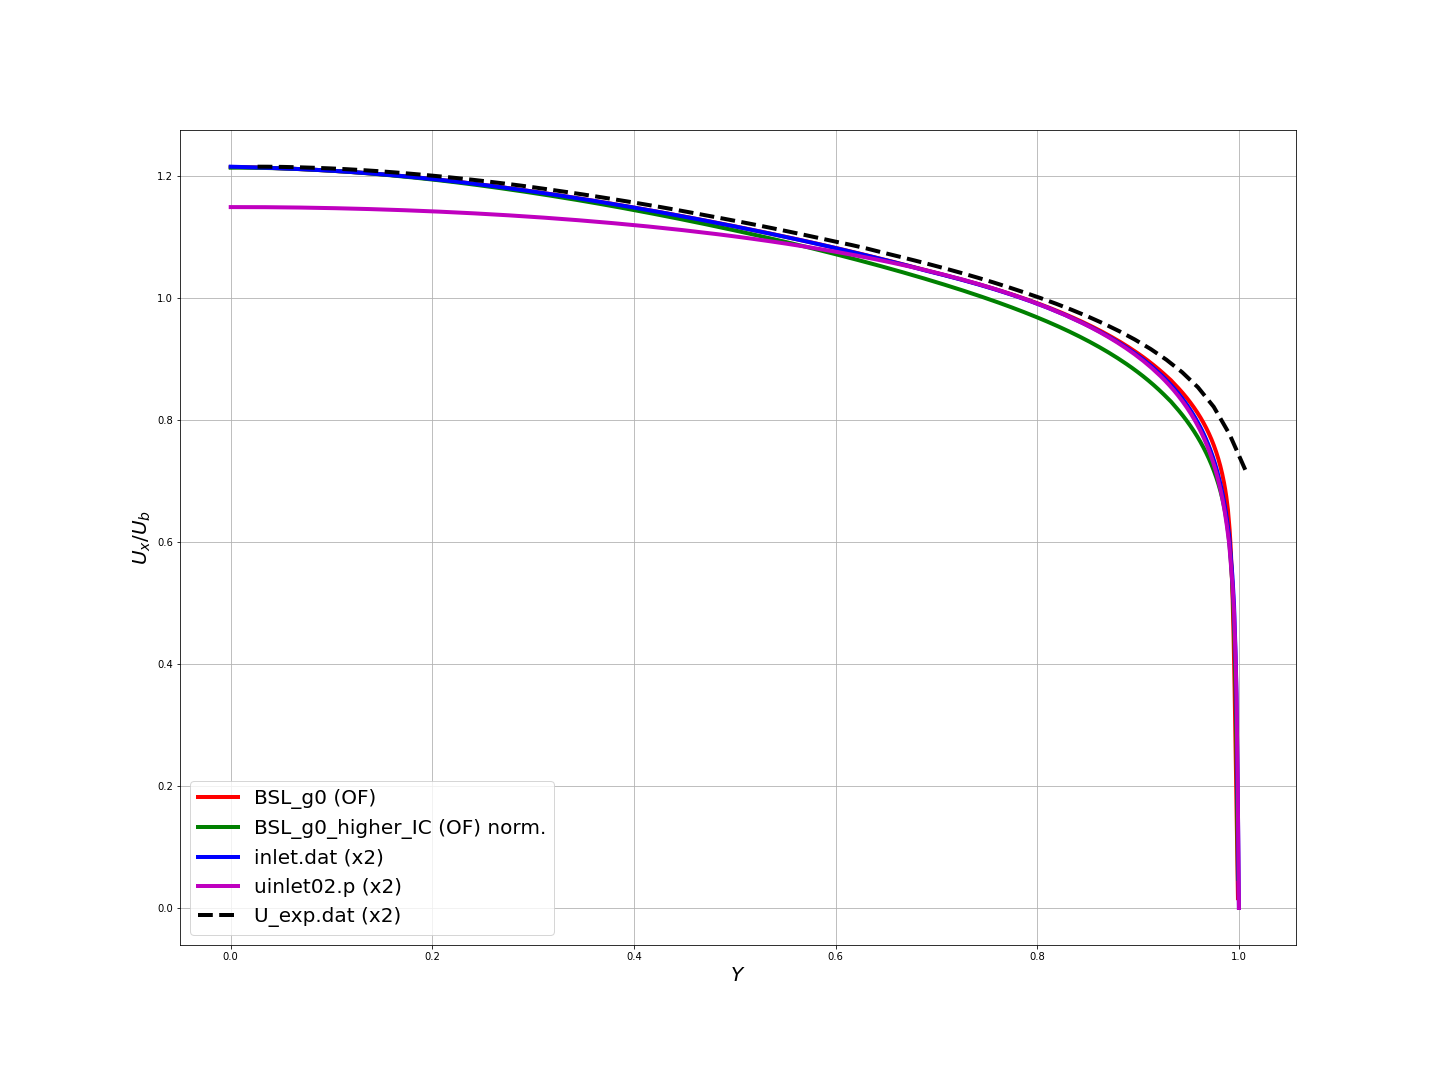 1.2
1.0
0.8
0.6
0.4
0.2
0.0
U_x/U_b
BSL_g0 (OF)
BSL_g0_higher_IC (OF) norm.
inlet.dat (x2)
uinlet02.p (x2)
U_exp.dat (x2)
0.0 0.2 0.4 0.6 0.8 1.0
Y